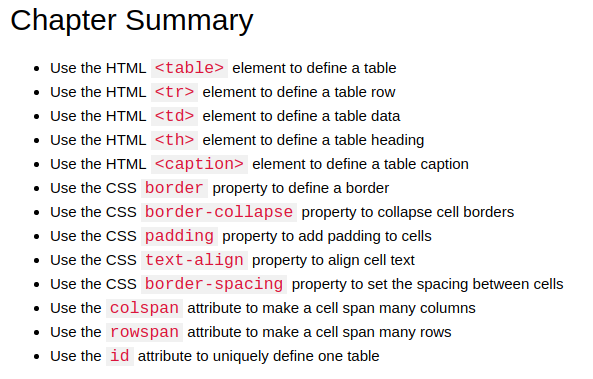 Chapter Summary
Use the HTML <table> element to define a table
Use the HTML <tr> element to define a table row
Use the HTML <td> element to define a table data
Use the HTML <th> element to define a table heading
Use the HTML <caption> element to define a table caption
Use the CSS border property to define a border
Use the CSS border-collapse property to collapse cell borders
Use the CSS padding property to add padding to cells
Use the CSS text-align property to align cell text
Use the CSS border-spacing property to set the spacing between cells
Use the colspan attribute to make a cell span many columns
Use the rowspan attribute to make a cell span many rows
Use the id attribute to uniquely define one table